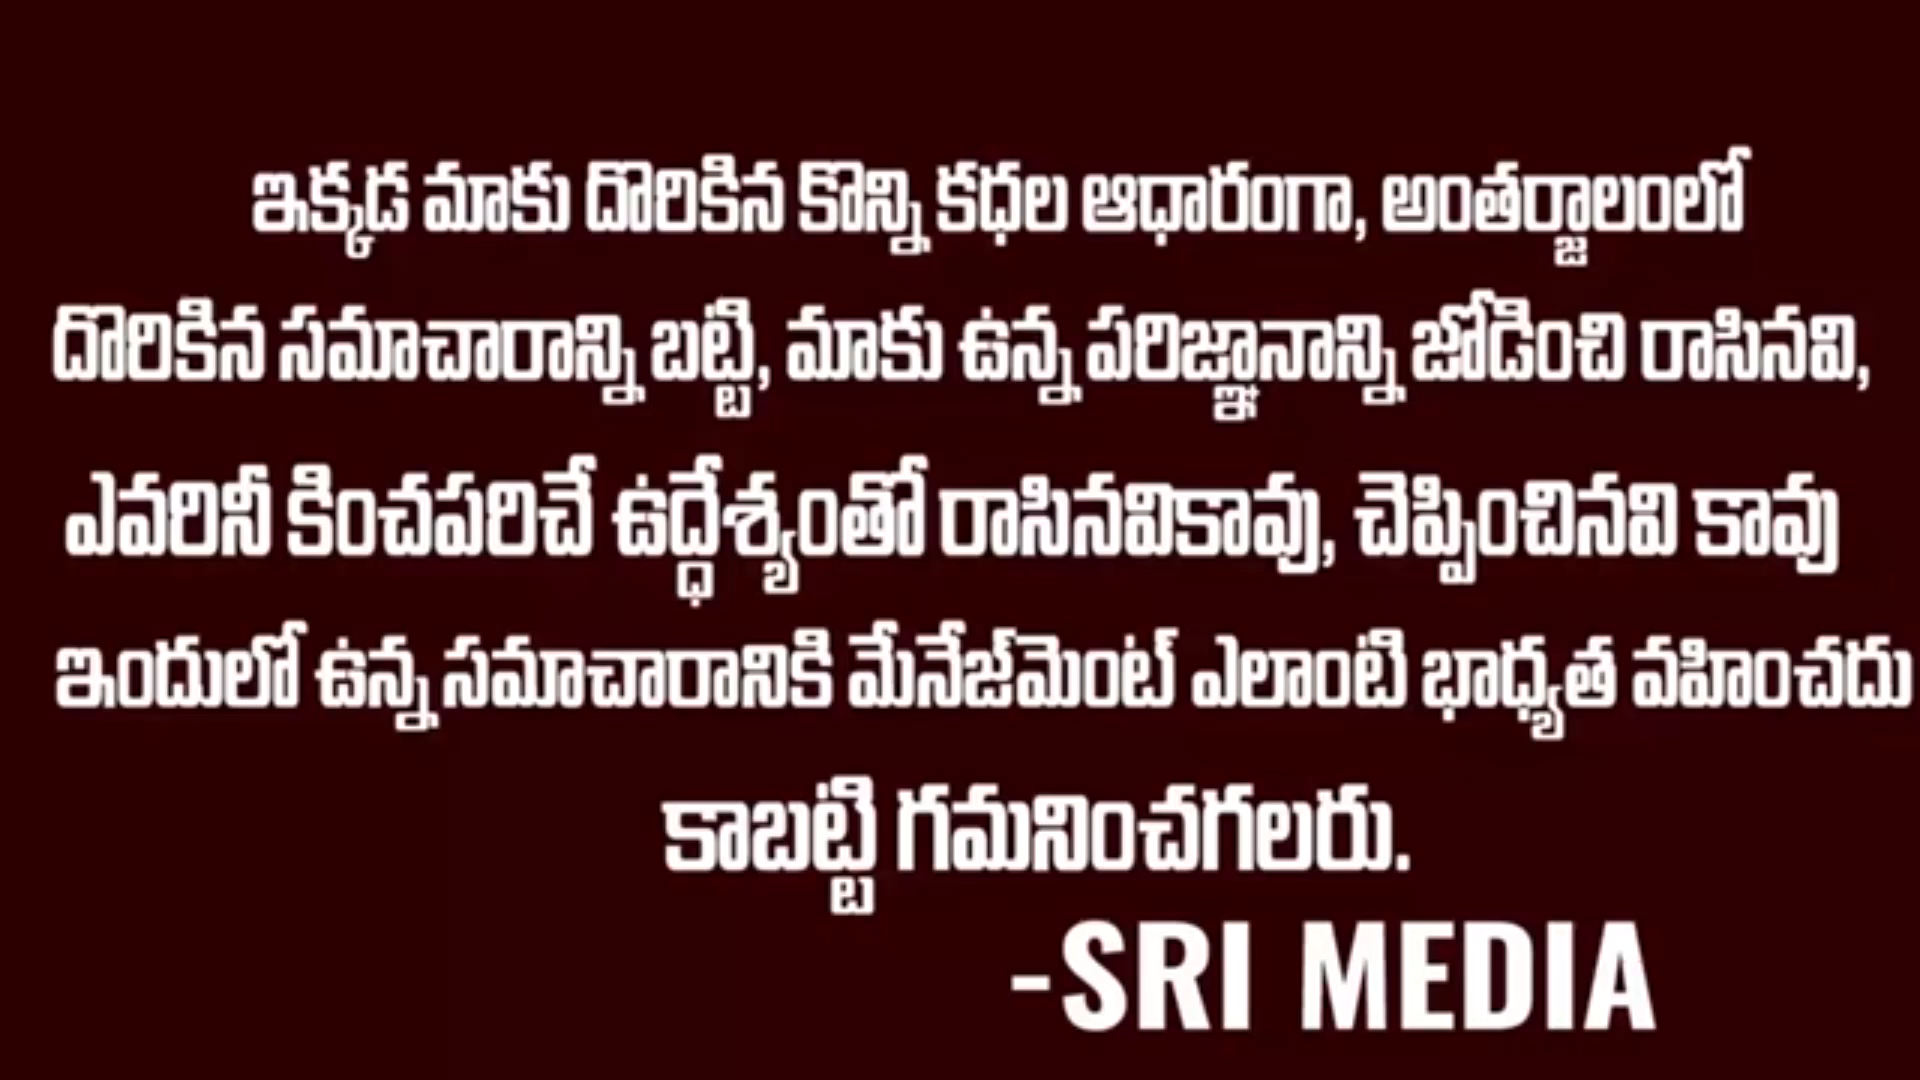 ఇక్కడ మాకు దొరికిన కొన్ని కధల ఆధారంగా, అంతర్జాలంలో
దొరికిన సమాచారాన్ని బట్టి, మాకు ఉన్న పరిజ్ఞానాన్ని జోడించి రాసినవి,
ఎవరినీ కించపరిచే ఉద్ధేశ్యంతో రాసినవికావు, చెప్పించినవి కావు
ఇందులో ఉన్న సమాచారానికి మేనేజ్‌మెంట్ ఎలాంటి భాధ్యత వహించదు
కాబట్టి గమనించగలరు.
-SRI MEDIA